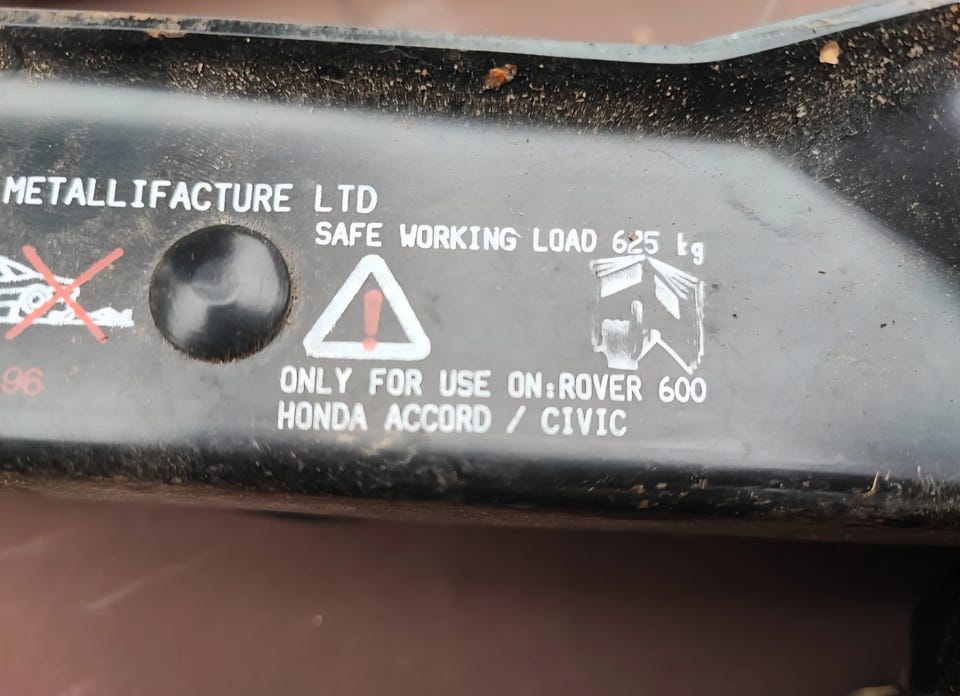 METALLIFACTURE LTD
SAFE WORKING LOAD 625 kg
96
ONLY FOR USE ON:ROVER 600
HONDA ACCORD / CIVIC